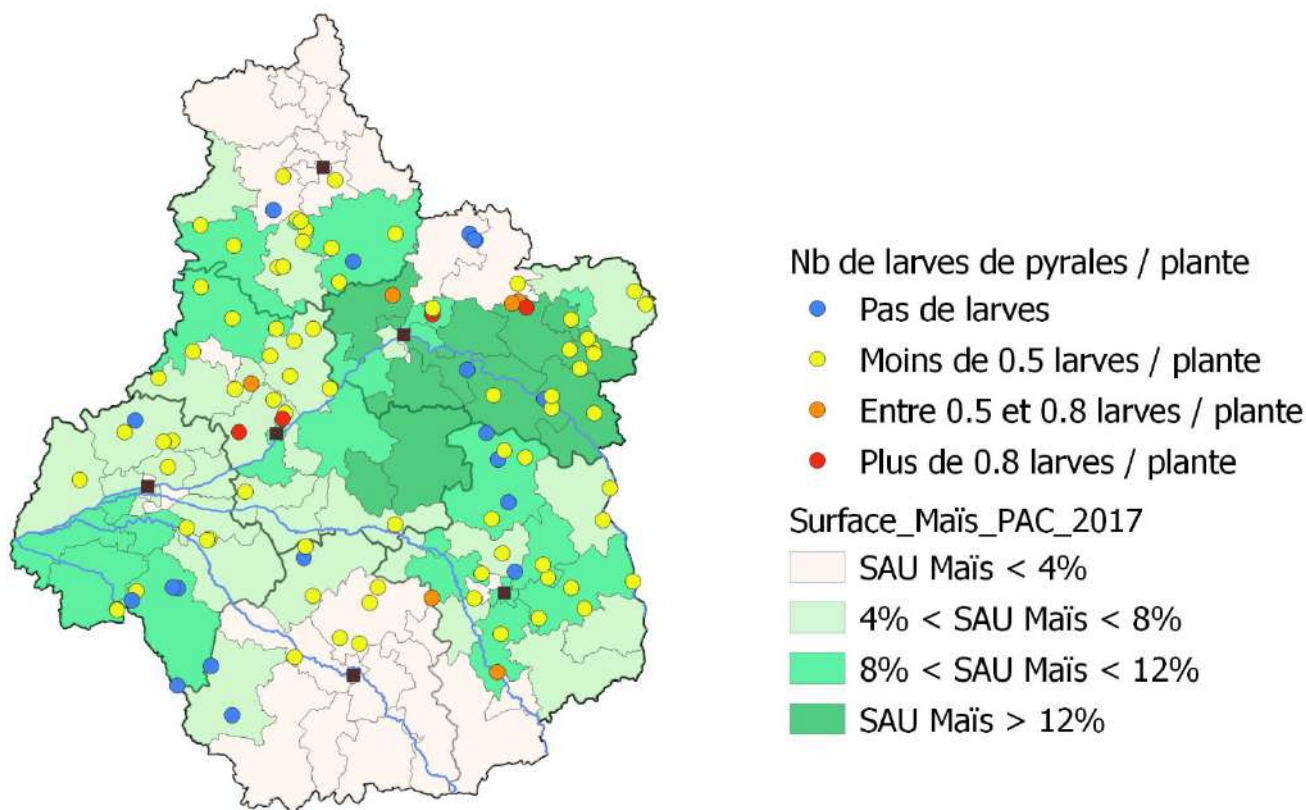 Nb de larves de pyrales / plante
Pas de larves
Moins de 0.5 larves / plante
Entre 0.5 et 0.8 larves / plante
Plus de 0.8 larves / plante
Surface_Maïs_PAC_2017
SAU Maïs < 4%
4% < SAU Maïs < 8%
8% < SAU Maïs < 12%
SAU Maïs > 12%